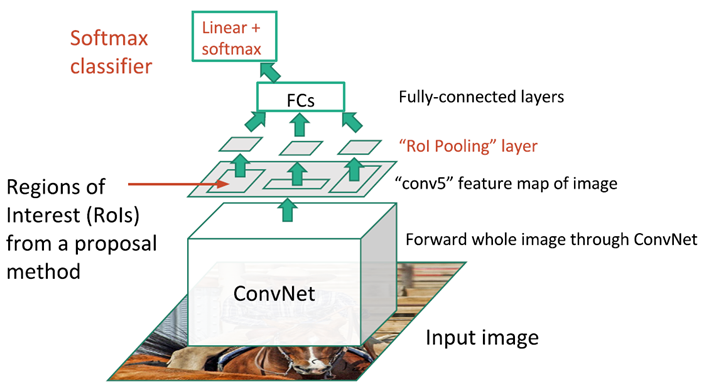 Softmax
classifier
Linear +
softmax
FCs
Fully-connected layers
“RoI Pooling” layer
Regions of
Interest (RoIs)
from a proposal
method
“conv5” feature map of image
Forward whole image through ConvNet
ConvNet
Input image